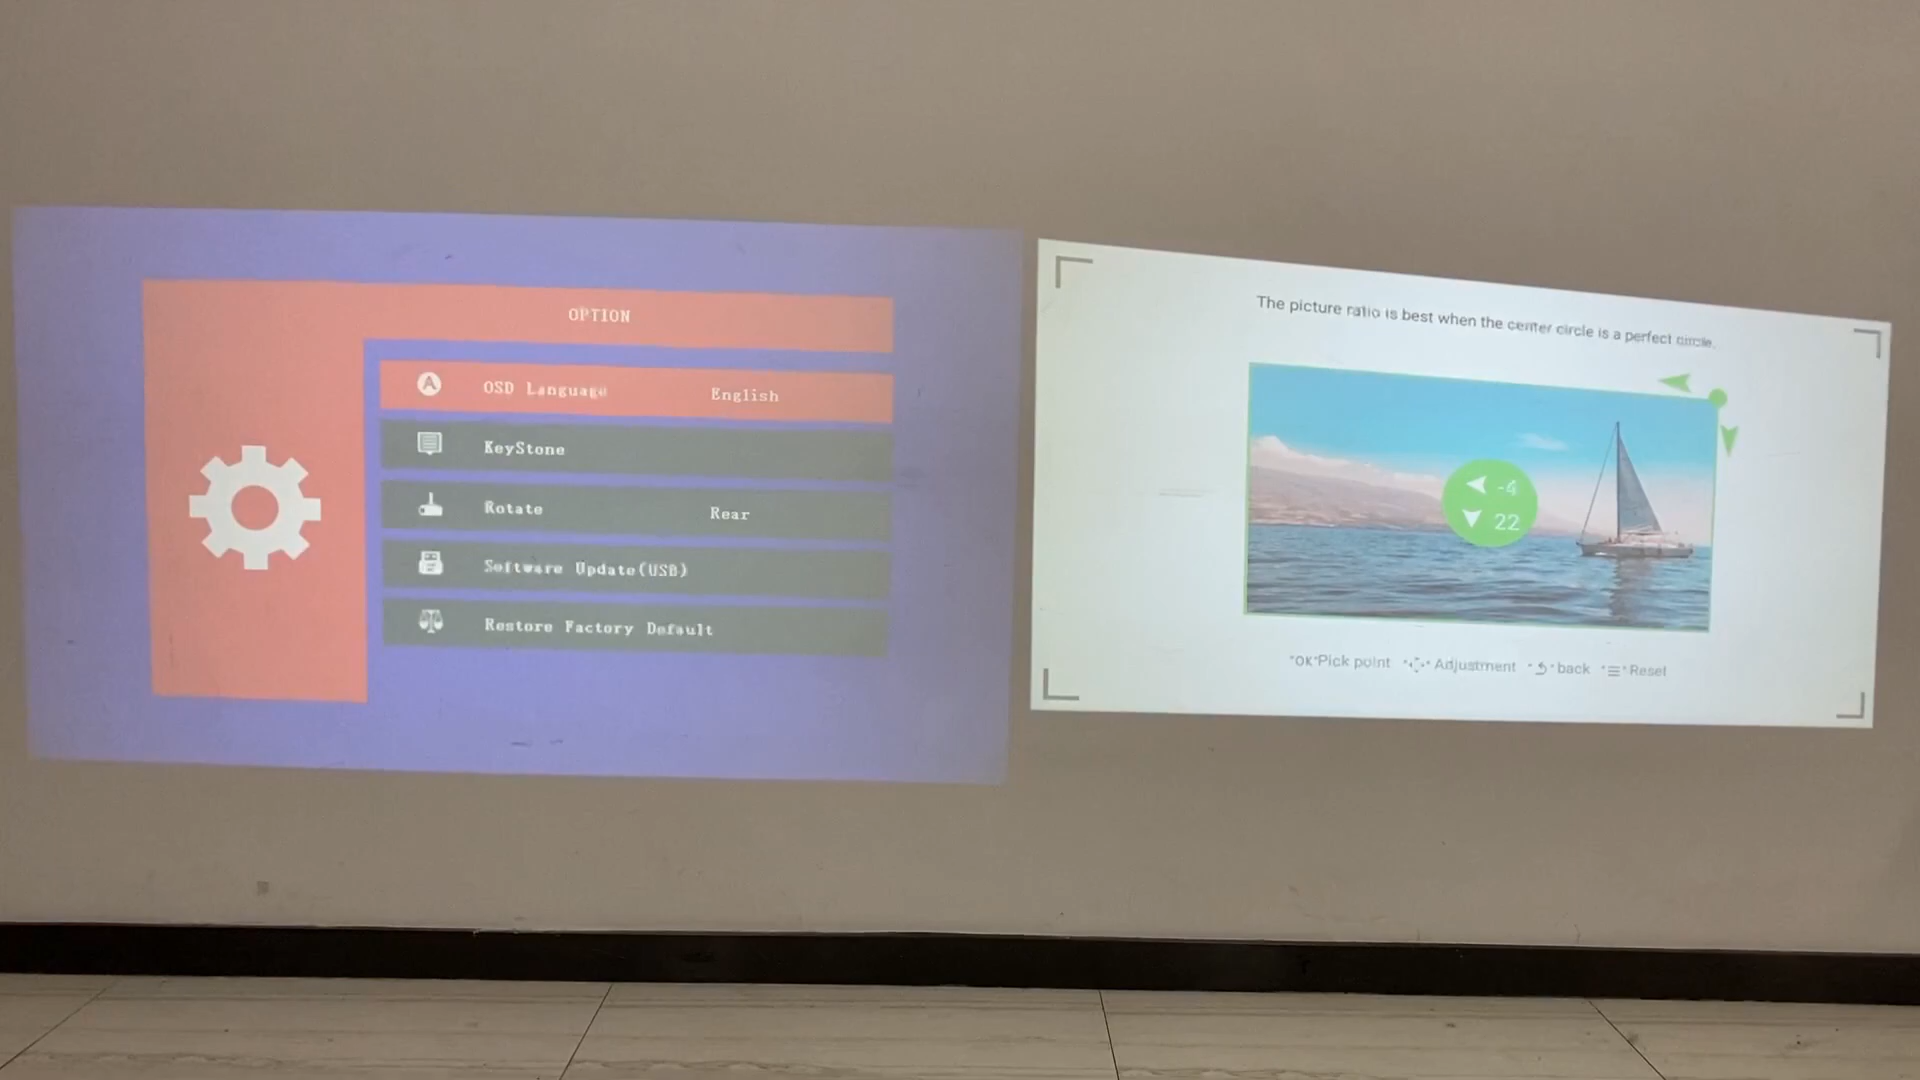 OPTION
OSD Language English
KeyStone
Rotate Rear
Software Update(USB)
Restore Factory Default
The picture ratio is best when the center circle is a perfect circle.
-4
22
"OK"Pick point " " Adjustment " " back " " Reset